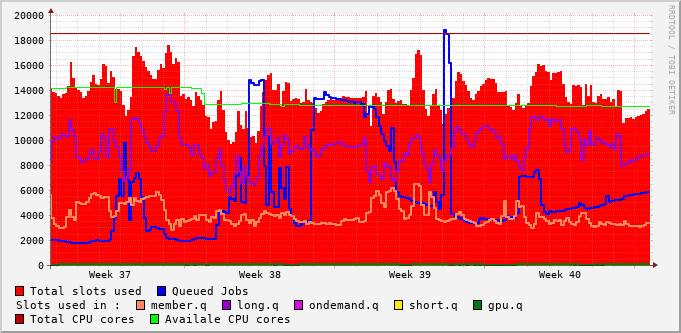 20000
18000
16000
14000
12000
10000
8000
6000
4000
2000
0
Week 37 Week 38 Week 39 Week 40
RRDTOOL / TOBI OETIKER
Total slots used Queued Jobs
Slots used in : member.q long.q ondemand.q short.q gpu.q
Total CPU cores Availale CPU cores